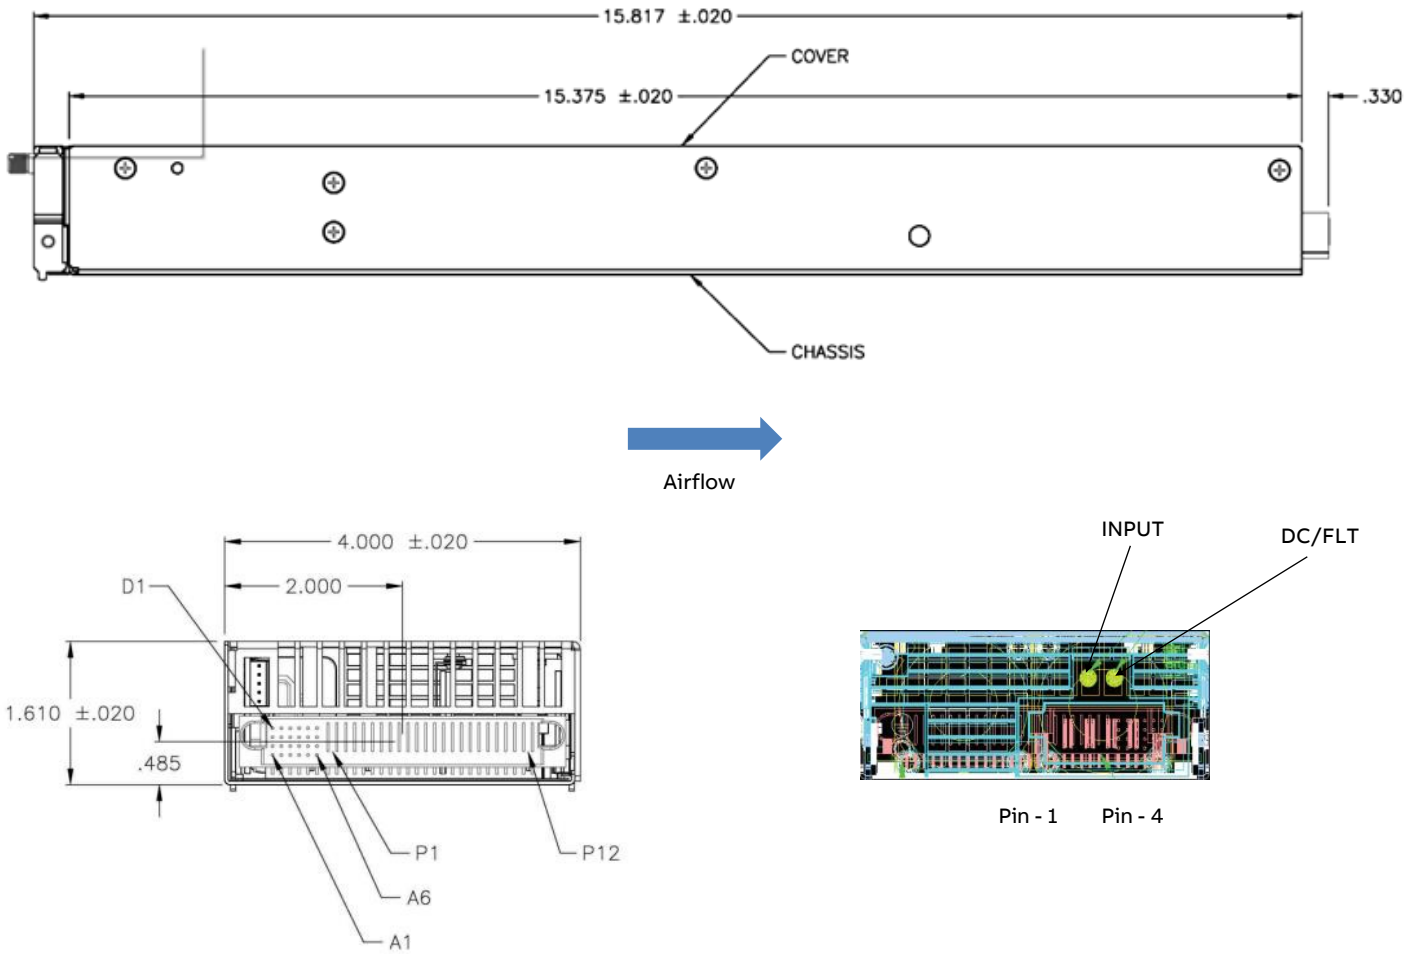 15.817 ±.020
COVER
15.375 ±.020
.330
CHASSIS
Airflow
INPUT
DC/FLT
4.000 ±.020
D1
2.000
1.610 ±.020
.485
Pin - 1
Pin - 4
P1
P12
A6
A1